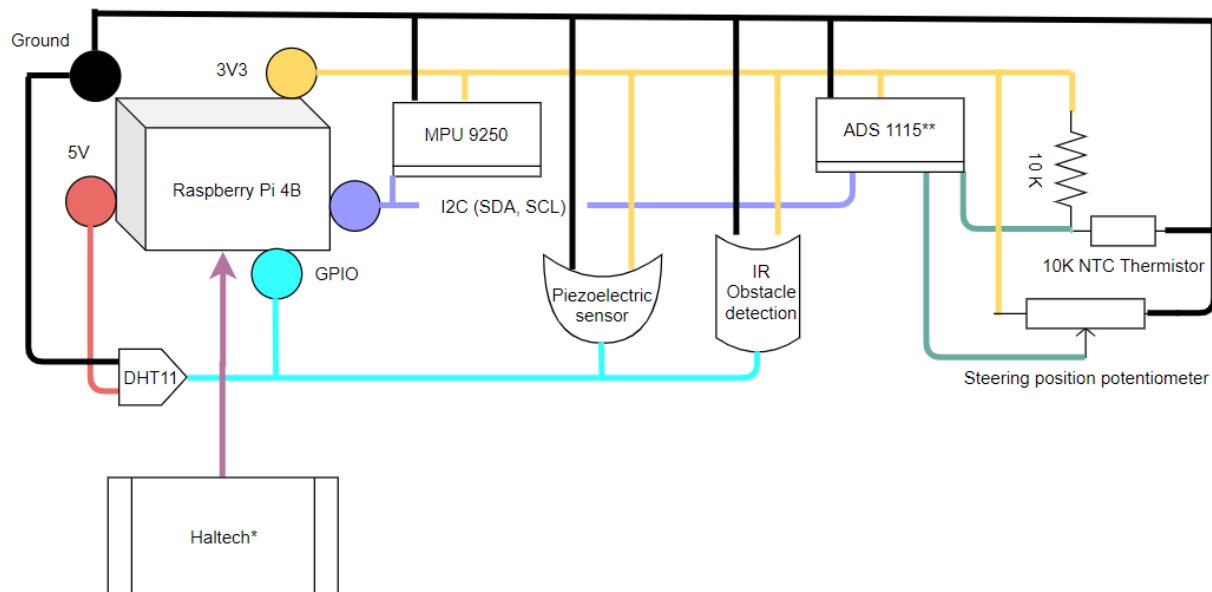 Ground
3V3
5V
MPU 9250
ADS 1115**
10 K
Raspberry Pi 4B
I2C (SDA, SCL)
GPIO
10K NTC Thermistor
IR
Obstacle
detection
Piezoelectric
sensor
DHT11
Steering position potentiometer
Haltech*